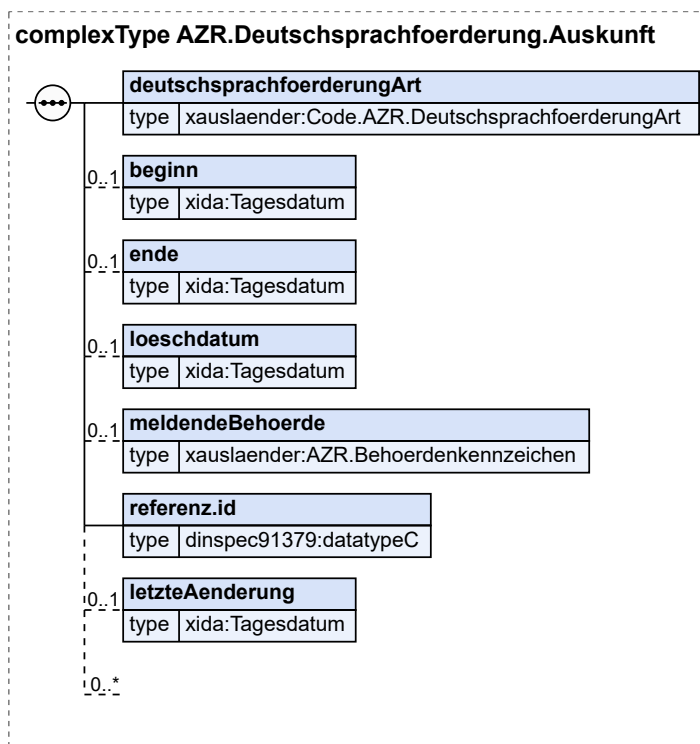 complexType AZR.Deutschsprachfoerderung.Auskunft
deutschsprachfoerderungArt
type xauslaender:Code.AZR.DeutschsprachfoerderungArt
0..1 beginn
type xida:Tagesdatum
0..1 ende
type xida:Tagesdatum
0..1 loeschdatum
type xida:Tagesdatum
0..1 meldendeBehoerde
type xauslaender:AZR.Behoerdenkennzeichen
referenz.id
type dinspec91379:datatypeC
0..1 letzteAenderung
type xida:Tagesdatum
0..*